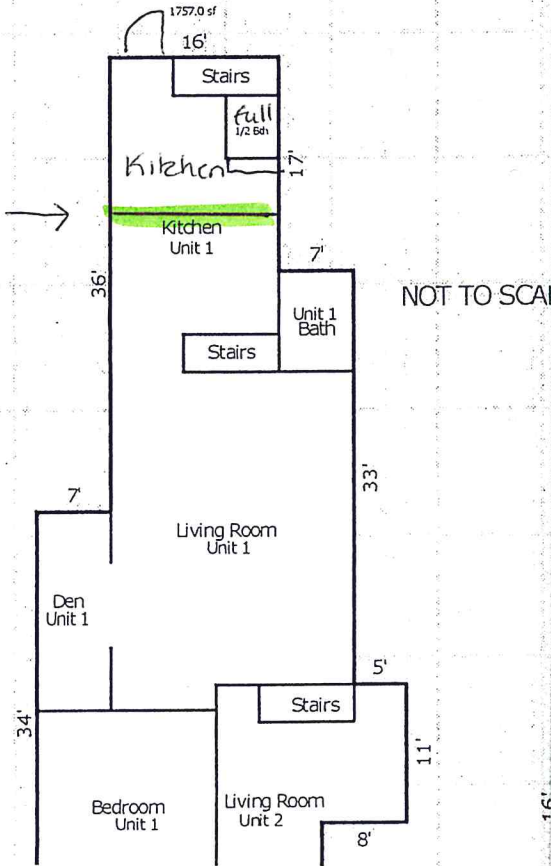 1757.0 sf
16'
Stairs
full
1/2 Bth
Kitchen
17'
Kitchen
Unit 1
36'
7'
NOT TO SCAL
Unit 1
Bath
Stairs
33'
7'
Living Room
Unit 1
Den
Unit 1
5'
Stairs
34'
11'
Bedroom
Unit 1
Living Room
Unit 2
8'
16'